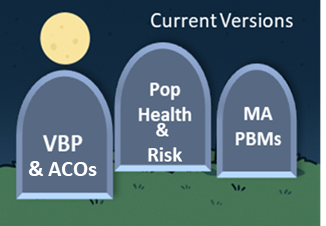 Current Versions
VBP
& ACOs
Pop
Health
&
Risk
MA
PBMs